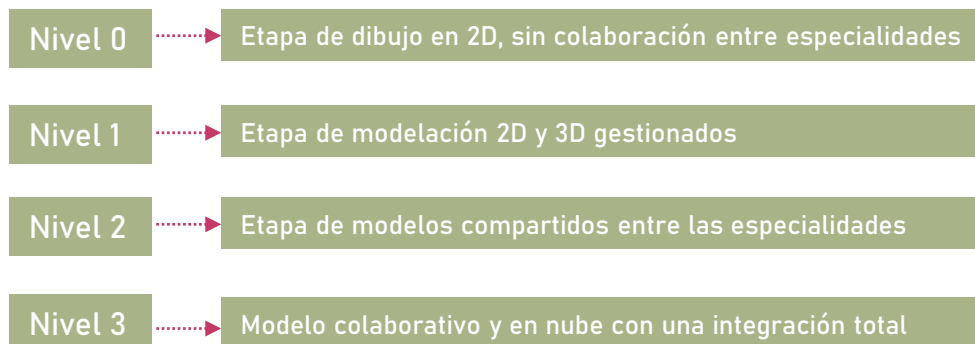 Nivel 0
Etapa de dibujo en 2D, sin colaboración entre especialidades
Nivel 1
Etapa de modelación 2D y 3D gestionados
Nivel 2
Etapa de modelos compartidos entre las especialidades
Nivel 3
Modelo colaborativo y en nube con una integración total